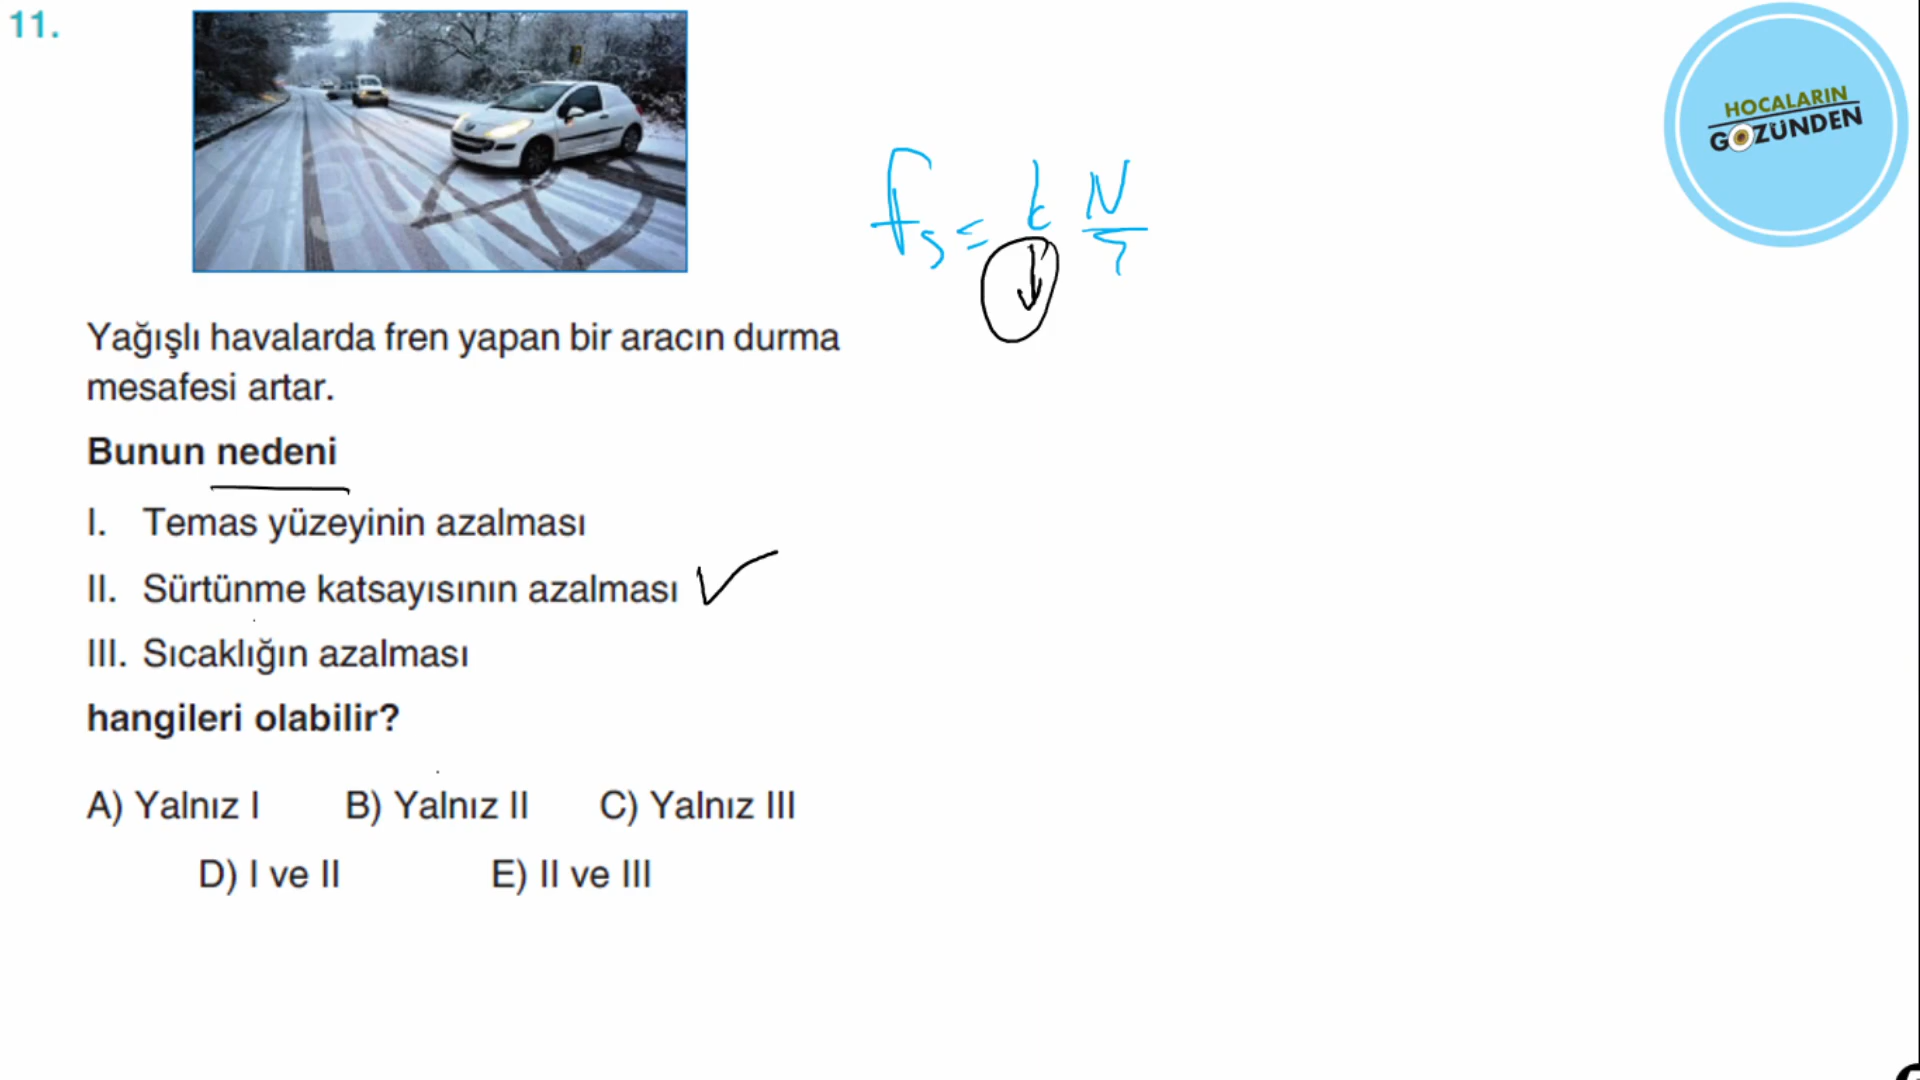 11.
HOCALARIN
GÖZÜNDEN
fs = k N
Yağışlı havalarda fren yapan bir aracın durma
mesafesi artar.
Bunun nedeni
I. Temas yüzeyinin azalması
II. Sürtünme katsayısının azalması
III. Sıcaklığın azalması
hangileri olabilir?
A) Yalnız I B) Yalnız II C) Yalnız III
D) I ve II E) II ve III